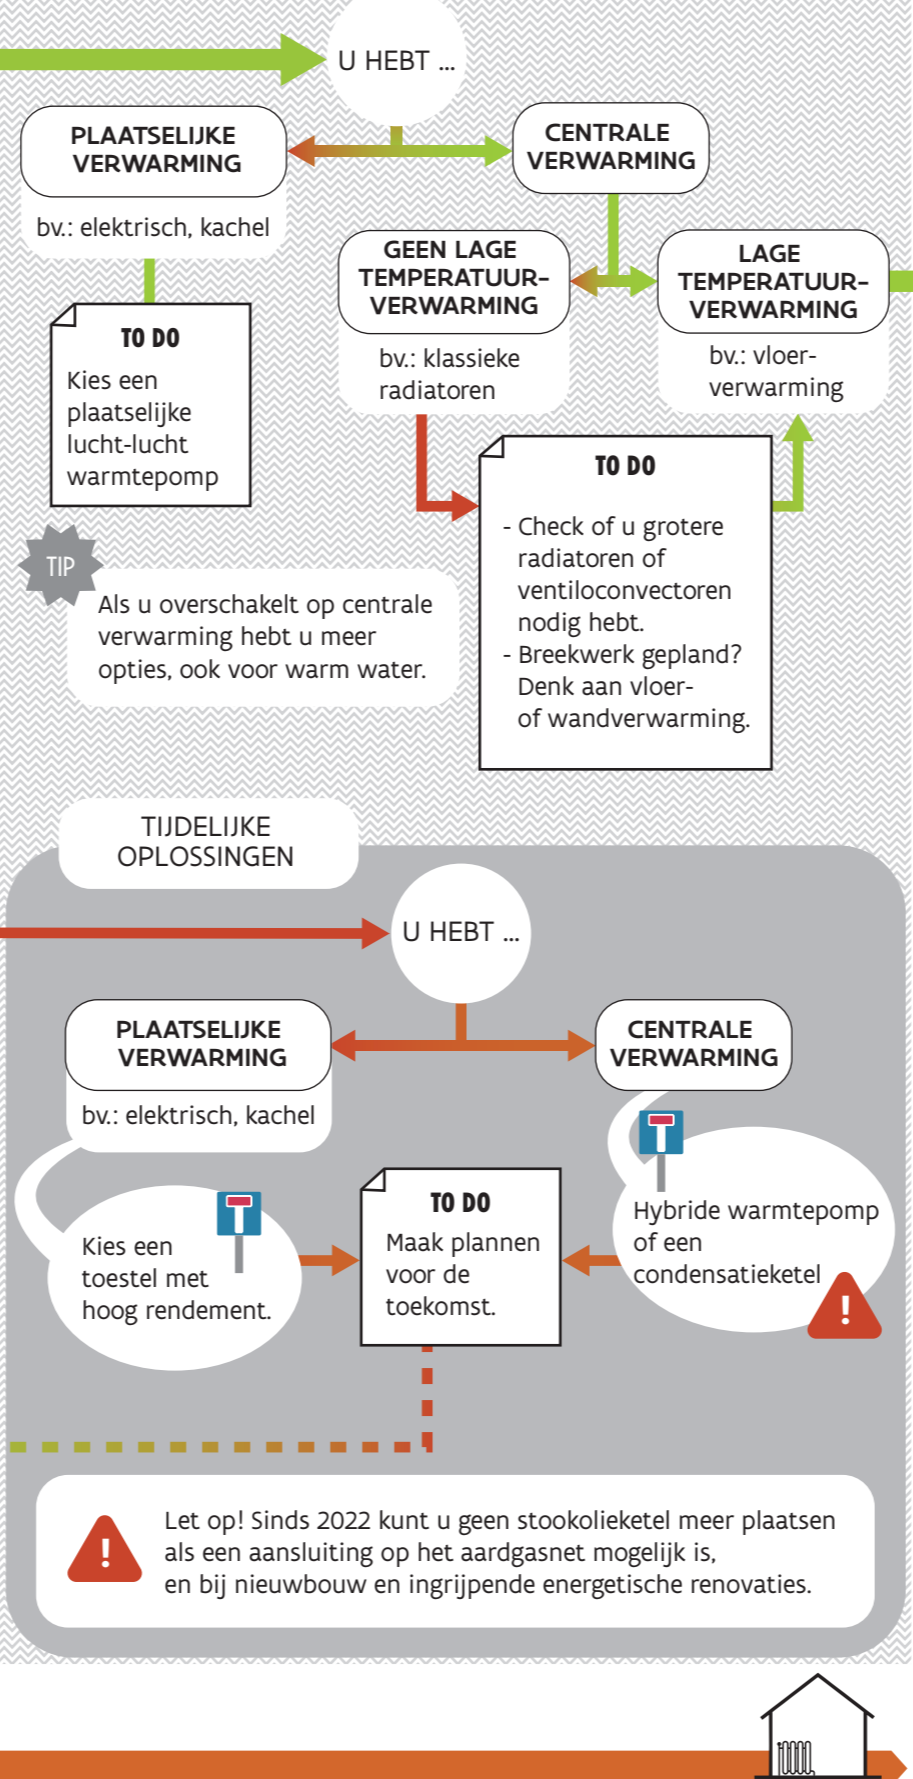 U HEBT ...
PLAATSELIJKE
VERWARMING
bv.: elektrisch, kachel
CENTRALE
VERWARMING
GEEN LAGE
TEMPERATUUR-
VERWARMING
bv.: klassieke
radiatoren
LAGE
TEMPERATUUR-
VERWARMING
bv.: vloer-
verwarming
TO DO
Kies een
plaatselijke
lucht-lucht
warmtepomp
TO DO
- Check of u grotere
radiatoren of
ventiloconvectoren
nodig hebt.
- Breekwerk gepland?
Denk aan vloer-
of wandverwarming.
TIP
Als u overschakelt op centrale
verwarming hebt u meer
opties, ook voor warm water.
TIJDELIJKE
OPLOSSINGEN
U HEBT ...
PLAATSELIJKE
VERWARMING
bv.: elektrisch, kachel
CENTRALE
VERWARMING
Kies een
toestel met
hoog rendement.
TO DO
Maak plannen
voor de
toekomst.
Hybride warmtepomp
of een
condensatieketel
!
!
Let op! Sinds 2022 kunt u geen stookolieketel meer plaatsen
als een aansluiting op het aardgasnet mogelijk is,
en bij nieuwbouw en ingrijpende energetische renovaties.